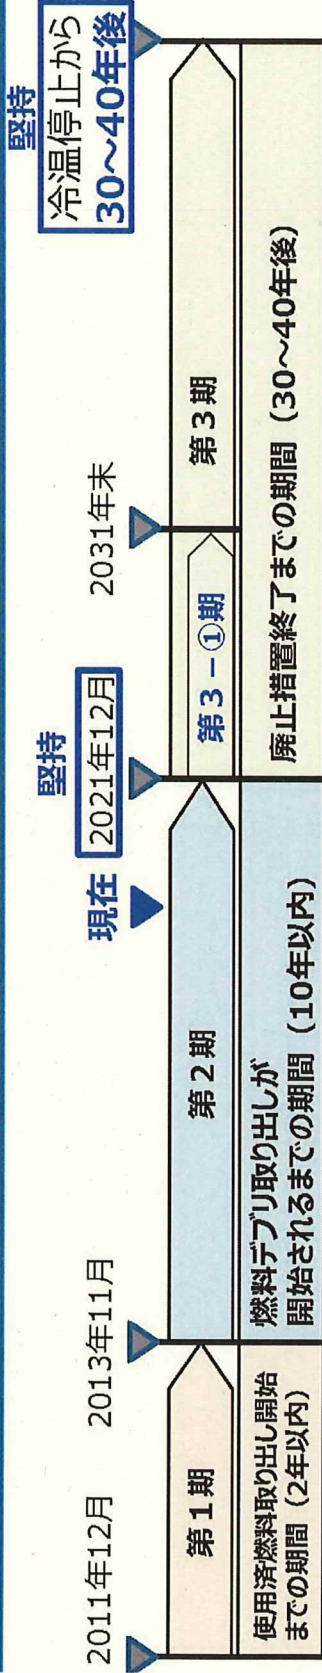 堅持
堅持
冷温停止から
30～40年後
現在
2011年12月
2013年11月
2021年12月
2031年末
第1期
第2期
第3－①期
第3期
使用済燃料取り出し開始
までの期間（2年以内）
燃料デブリ取り出しが
開始されるまでの期間（10年以内）
廃止措置終了までの期間（30～40年後）